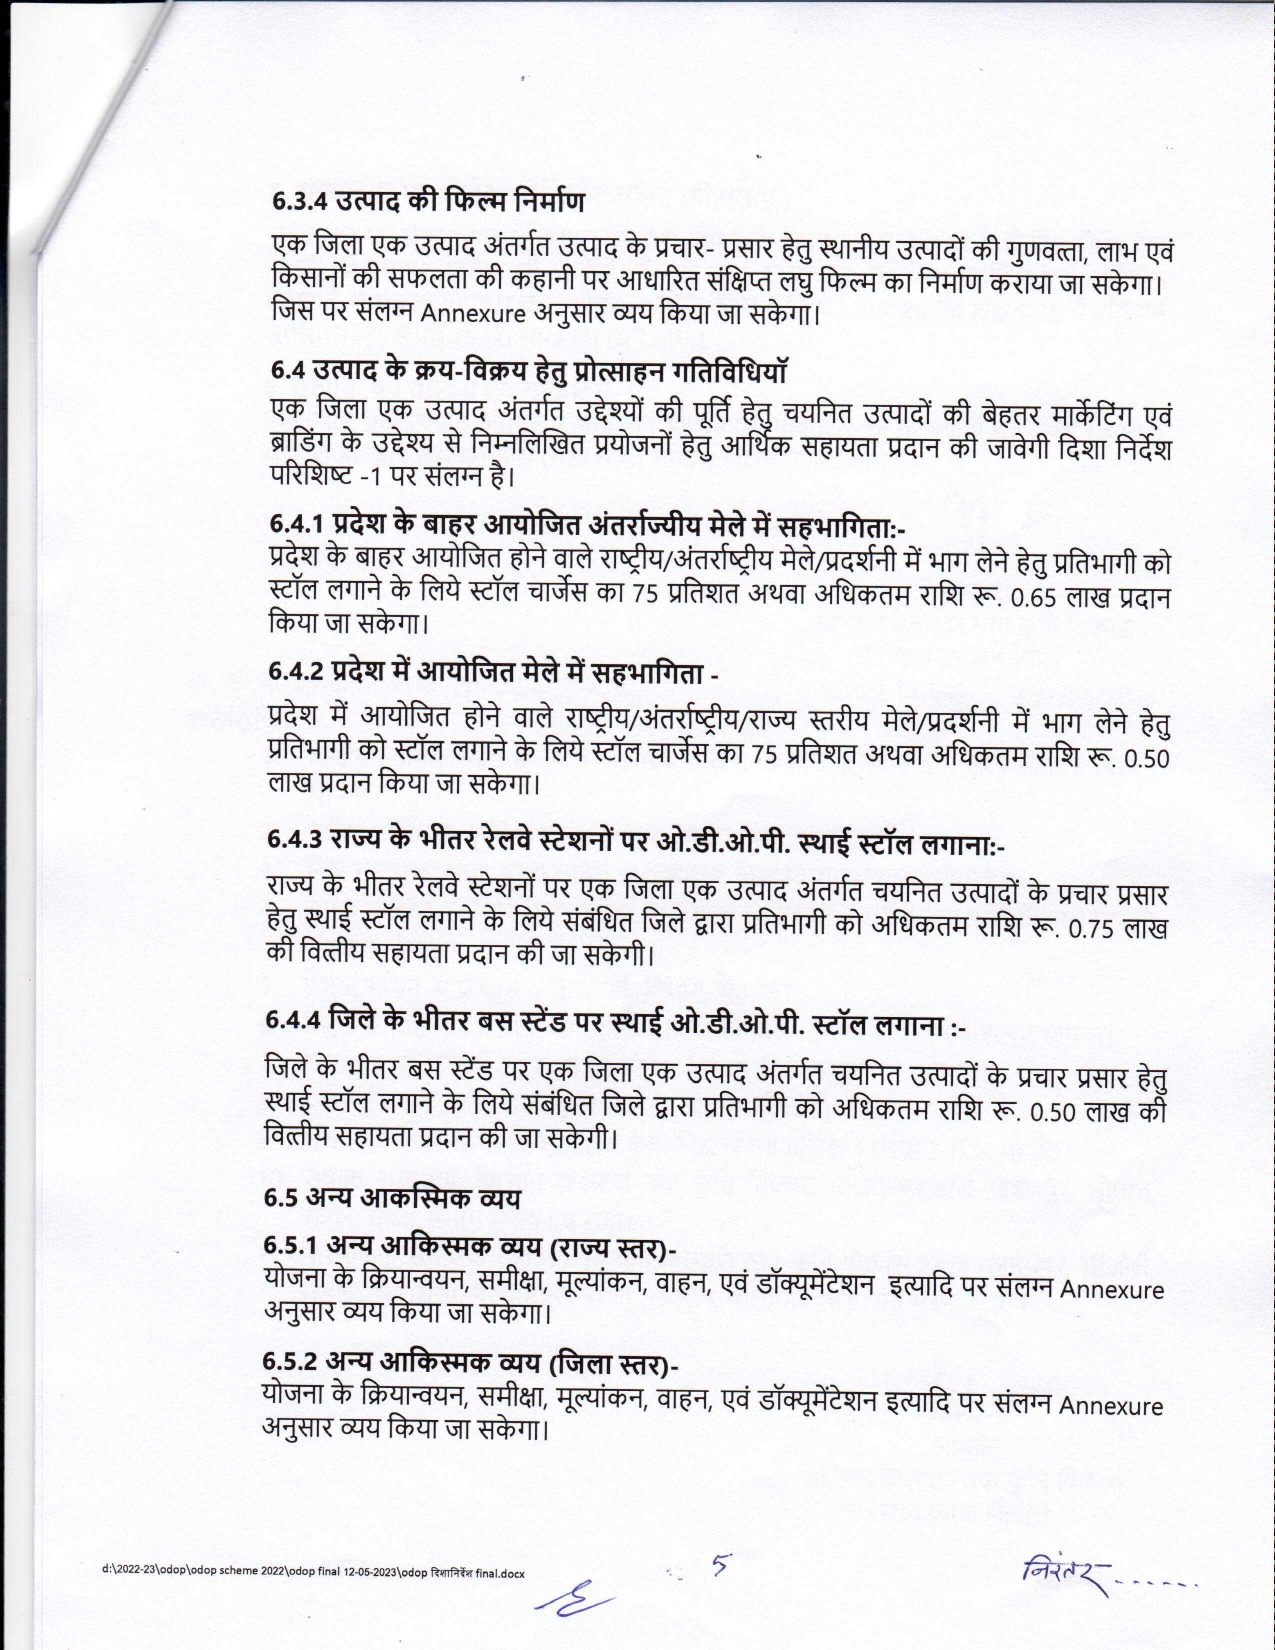 6.3.4 उत्पाद की फिल्म निर्माण
एक जिला एक उत्पाद अंतर्गत उत्पाद के प्रचार- प्रसार हेतु स्थानीय उत्पादों की गुणवत्ता, लाभ एवं
किसानों की सफलता की कहानी पर आधारित संक्षिप्त लघु फिल्म का निर्माण कराया जा सकेगा।
जिस पर संलग्न Annexure अनुसार व्यय किया जा सकेगा।
6.4 उत्पाद के क्रय-विक्रय हेतु प्रोत्साहन गतिविधियॉ
एक जिला एक उत्पाद अंतर्गत उद्देश्यों की पूर्ति हेतु चयनित उत्पादों की बेहतर मार्केटिंग एवं
ब्राडिंग के उद्देश्य से निम्नलिखित प्रयोजनों हेतु आर्थिक सहायता प्रदान की जावेगी दिशा निर्देश
परिशिष्ट -1 पर संलग्न है।
6.4.1 प्रदेश के बाहर आयोजित अंतर्राज्यीय मेले में सहभागिता:-
प्रदेश के बाहर आयोजित होने वाले राष्ट्रीय/अंतर्राष्ट्रीय मेले/प्रदर्शनी में भाग लेने हेतु प्रतिभागी को
स्टॉल लगाने के लिये स्टॉल चार्जेस का 75 प्रतिशत अथवा अधिकतम राशि रू. 0.65 लाख प्रदान
किया जा सकेगा।
6.4.2 प्रदेश में आयोजित मेले में सहभागिता -
प्रदेश में आयोजित होने वाले राष्ट्रीय/अंतर्राष्ट्रीय/राज्य स्तरीय मेले/प्रदर्शनी में भाग लेने हेतु
प्रतिभागी को स्टॉल लगाने के लिये स्टॉल चार्जेस का 75 प्रतिशत अथवा अधिकतम राशि रू. 0.50
लाख प्रदान किया जा सकेगा।
6.4.3 राज्य के भीतर रेलवे स्टेशनों पर ओ.डी.ओ.पी. स्थाई स्टॉल लगाना:-
राज्य के भीतर रेलवे स्टेशनों पर एक जिला एक उत्पाद अंतर्गत चयनित उत्पादों के प्रचार प्रसार
हेतु स्थाई स्टॉल लगाने के लिये संबंधित जिले द्वारा प्रतिभागी को अधिकतम राशि रू. 0.75 लाख
की वित्तीय सहायता प्रदान की जा सकेगी।
6.4.4 जिले के भीतर बस स्टेंड पर स्थाई ओ.डी.ओ.पी. स्टॉल लगाना :-
जिले के भीतर बस स्टेंड पर एक जिला एक उत्पाद अंतर्गत चयनित उत्पादों के प्रचार प्रसार हेतु
स्थाई स्टॉल लगाने के लिये संबंधित जिले द्वारा प्रतिभागी को अधिकतम राशि रू. 0.50 लाख की
वित्तीय सहायता प्रदान की जा सकेगी।
6.5 अन्य आकस्मिक व्यय
6.5.1 अन्य आकिस्मक व्यय (राज्य स्तर)-
योजना के क्रियान्वयन, समीक्षा, मूल्यांकन, वाहन, एवं डॉक्यूमेंटेशन इत्यादि पर संलग्न Annexure
अनुसार व्यय किया जा सकेगा।
6.5.2 अन्य आकिस्मक व्यय (जिला स्तर)-
योजना के क्रियान्वयन, समीक्षा, मूल्यांकन, वाहन, एवं डॉक्यूमेंटेशन इत्यादि पर संलग्न Annexure
अनुसार व्यय किया जा सकेगा।
d:\2022-23\odop\odop scheme 2022\odop final 12-05-2023\odop दिशानिर्देश final.docx
5
निरंतर.......